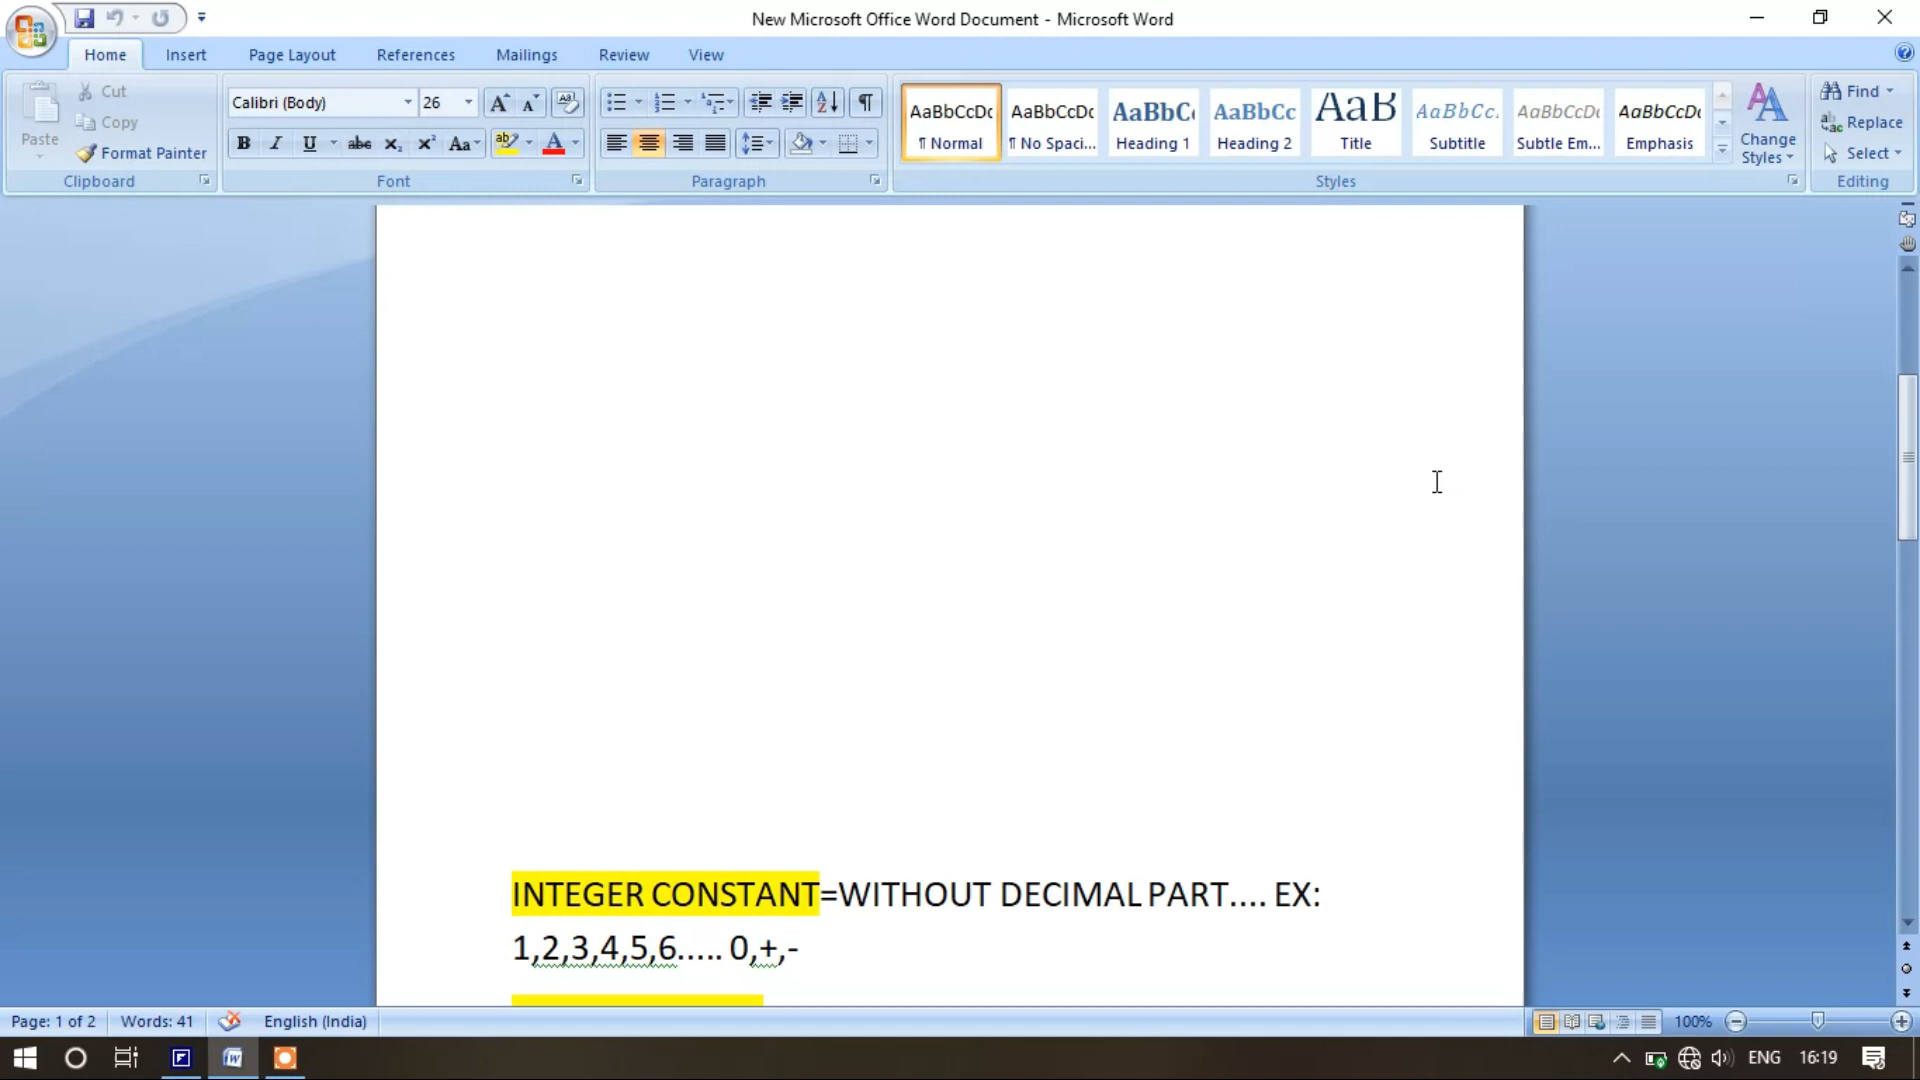 New Microsoft Office Word Document - Microsoft Word
Home Insert Page Layout References Mailings Review View
Paste
Cut
Copy
Format Painter
Clipboard
Calibri (Body) 26
Font
Paragraph
AaBbCcDc AaBbCcDc AaBbC AaBbCc AaB AaBbCc. AaBbCcDc AaBbCcDc
¶ Normal ¶ No Spaci... Heading 1 Heading 2 Title Subtitle Subtle Em... Emphasis
Change
Styles
Styles
Find
Replace
Select
Editing
INTEGER CONSTANT=WITHOUT DECIMAL PART.... EX:
1,2,3,4,5,6..... 0,+,-
Page: 1 of 2 Words: 41 English (India) 100%
ENG 16:19